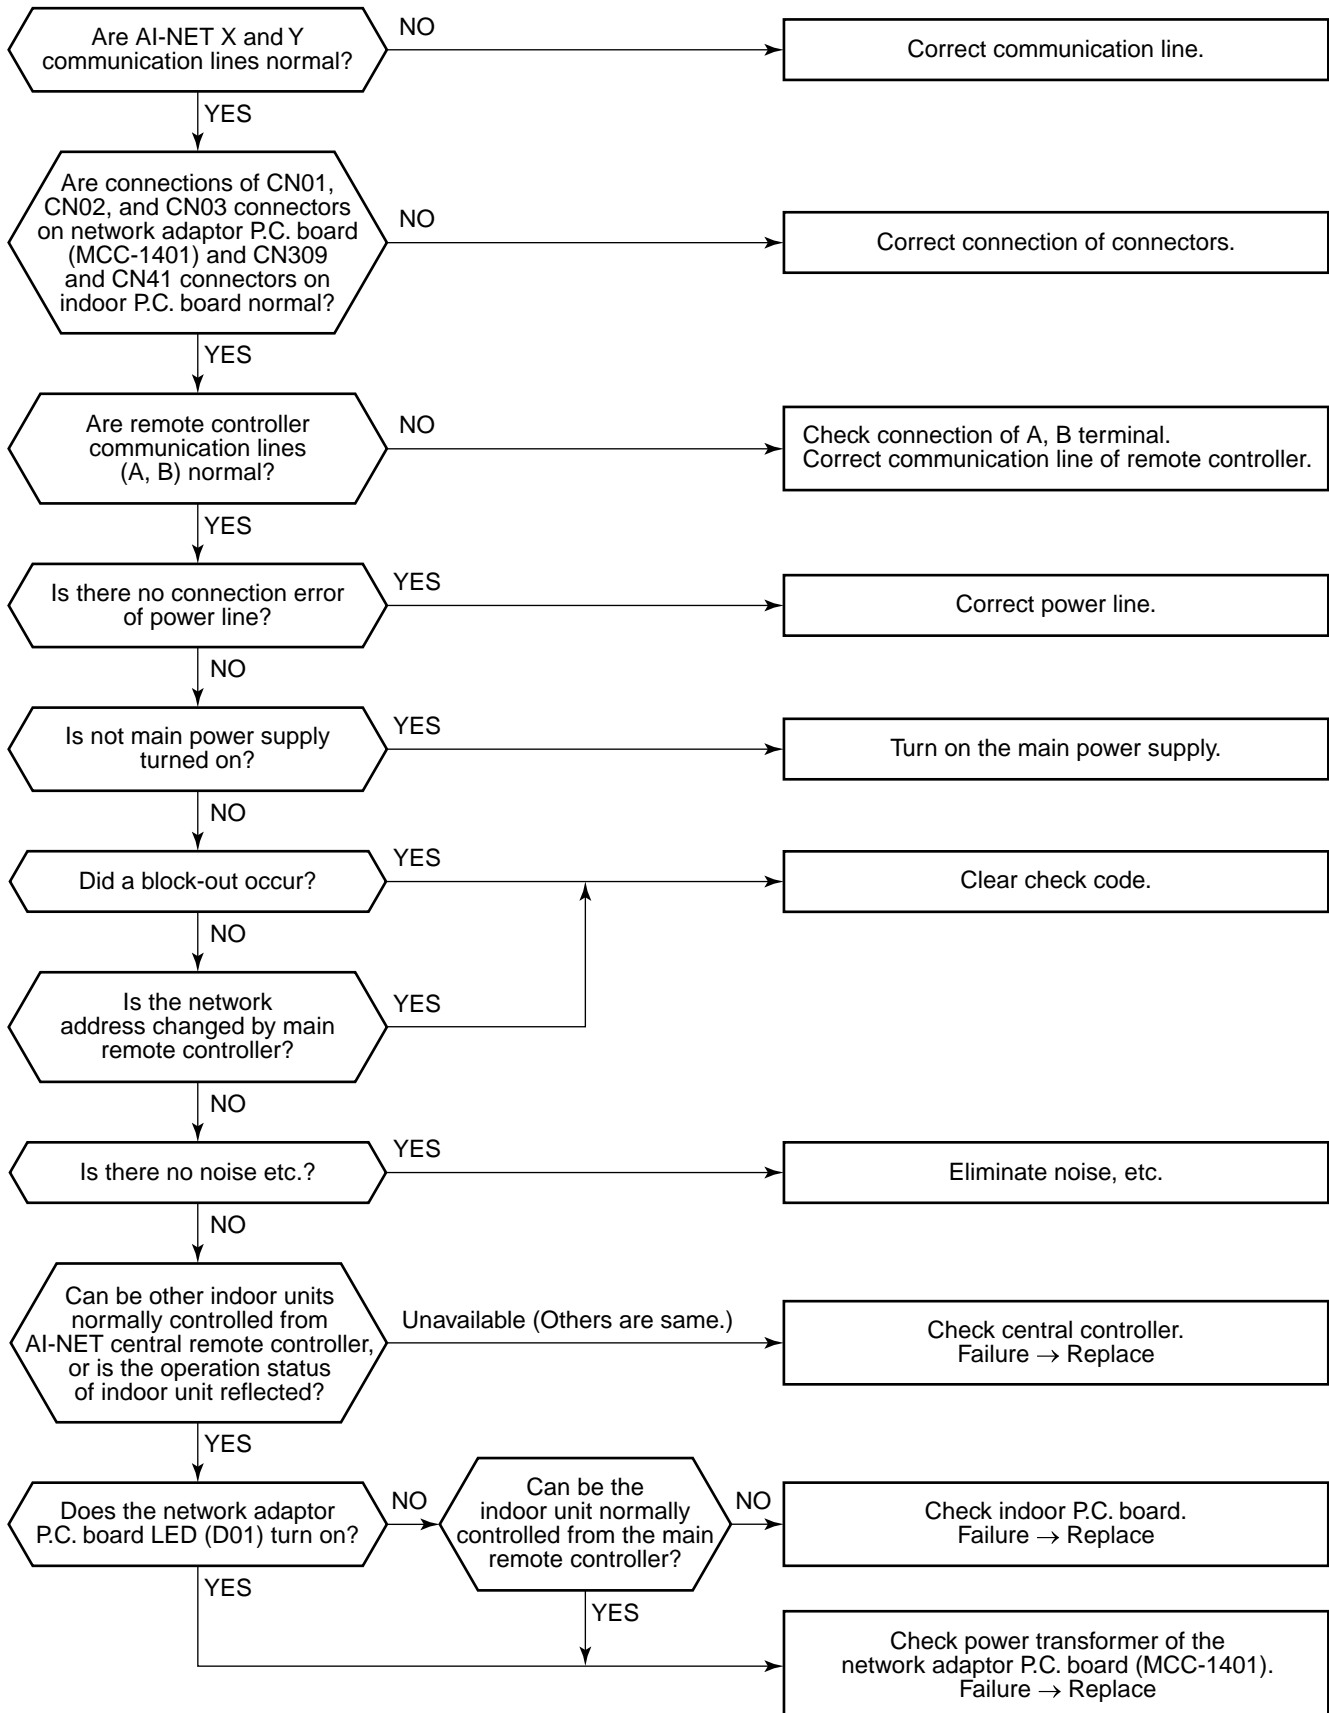 Are AI-NET X and Y
communication lines normal?
NO
Correct communication line.
YES
Are connections of CN01,
CN02, and CN03 connectors
on network adaptor P.C. board
(MCC-1401) and CN309
and CN41 connectors on
indoor P.C. board normal?
NO
Correct connection of connectors.
YES
Are remote controller
communication lines
(A, B) normal?
NO
Check connection of A, B terminal.
Correct communication line of remote controller.
YES
Is there no connection error
of power line?
YES
Correct power line.
NO
Is not main power supply
turned on?
YES
Turn on the main power supply.
NO
Did a block-out occur?
YES
Clear check code.
NO
Is the network
address changed by main
remote controller?
YES
NO
Is there no noise etc.?
YES
Eliminate noise, etc.
NO
Can be other indoor units
normally controlled from
AI-NET central remote controller,
or is the operation status
of indoor unit reflected?
Unavailable (Others are same.)
Check central controller.
Failure → Replace
YES
Does the network adaptor
P.C. board LED (D01) turn on?
NO
Can be the
indoor unit normally
controlled from the main
remote controller?
NO
Check indoor P.C. board.
Failure → Replace
YES
YES
Check power transformer of the
network adaptor P.C. board (MCC-1401).
Failure → Replace